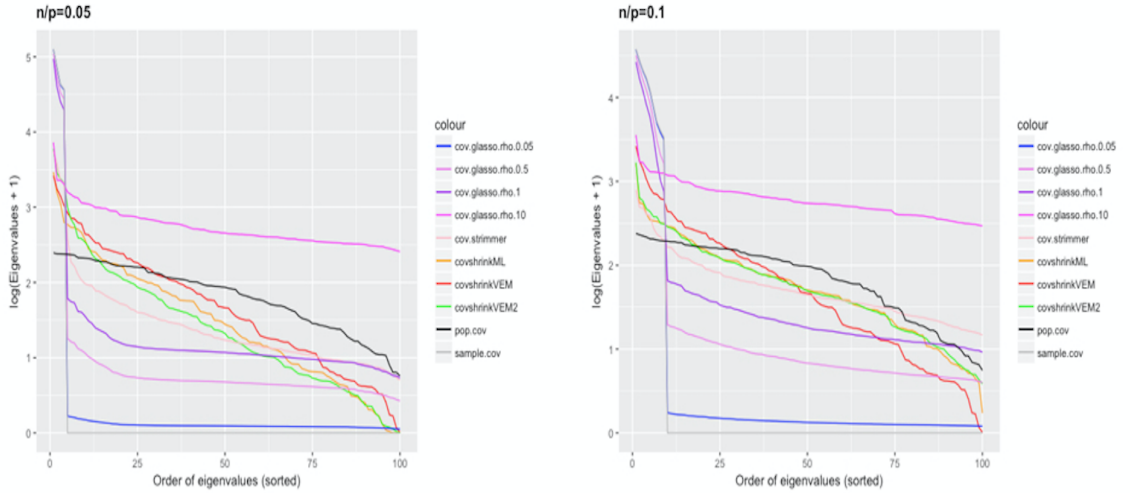 n/p=0.05
log(Eigenvalues + 1)
5
4
3
2
1
0
0 25 50 75 100
Order of eigenvalues (sorted)
colour
cov.glasso.rho.0.05
cov.glasso.rho.0.5
cov.glasso.rho.1
cov.glasso.rho.10
cov.strimmer
covshrinkML
covshrinkVEM
covshrinkVEM2
pop.cov
sample.cov
n/p=0.1
log(Eigenvalues + 1)
4
3
2
1
0
0 25 50 75 100
Order of eigenvalues (sorted)
colour
cov.glasso.rho.0.05
cov.glasso.rho.0.5
cov.glasso.rho.1
cov.glasso.rho.10
cov.strimmer
covshrinkML
covshrinkVEM
covshrinkVEM2
pop.cov
sample.cov